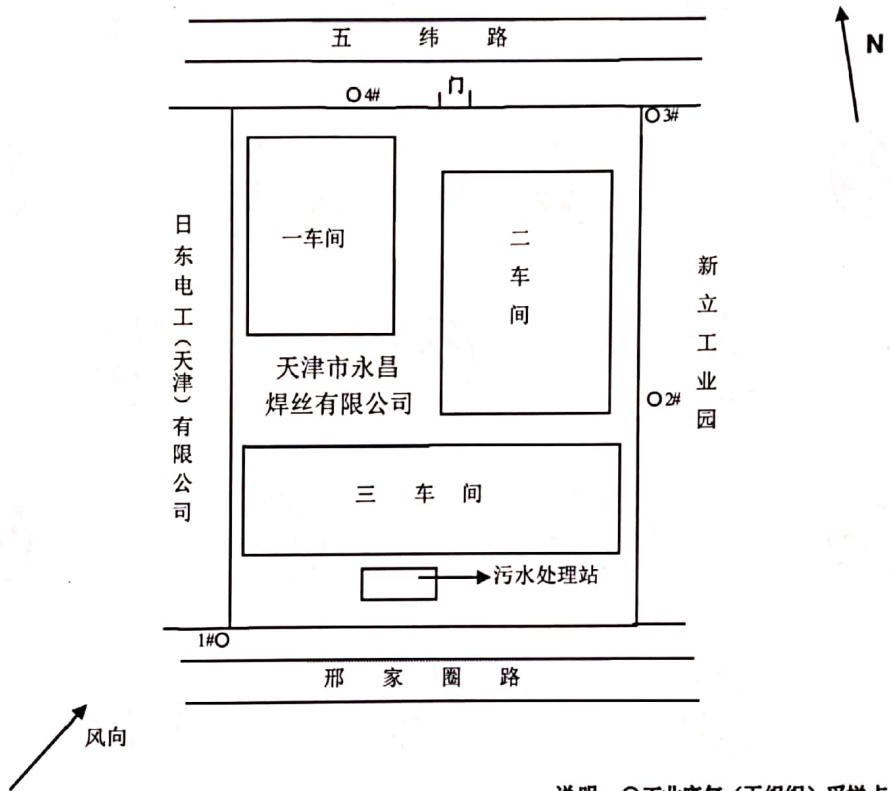 五 纬 路
N
门
O4#
O3#
一车间
二车间
日东电工（天津）有限公司
新立工业园
天津市永昌
焊丝有限公司
O2#
三 车 间
污水处理站
1#O
邢 家 圈 路
风向